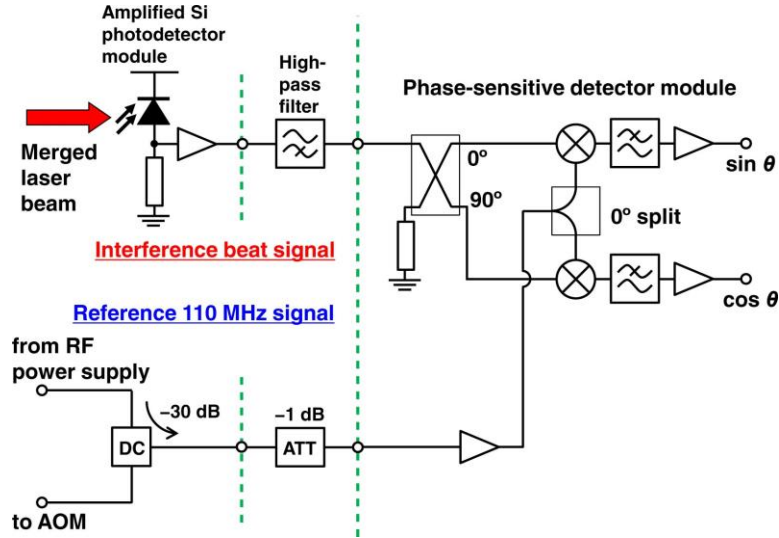 Amplified Si
photodetector
module
High-
pass
filter
Phase-sensitive detector module
Merged
laser
beam
0º
90º
sin θ
0º split
Interference beat signal
cos θ
Reference 110 MHz signal
from RF
power supply
−30 dB
−1 dB
DC
ATT
to AOM